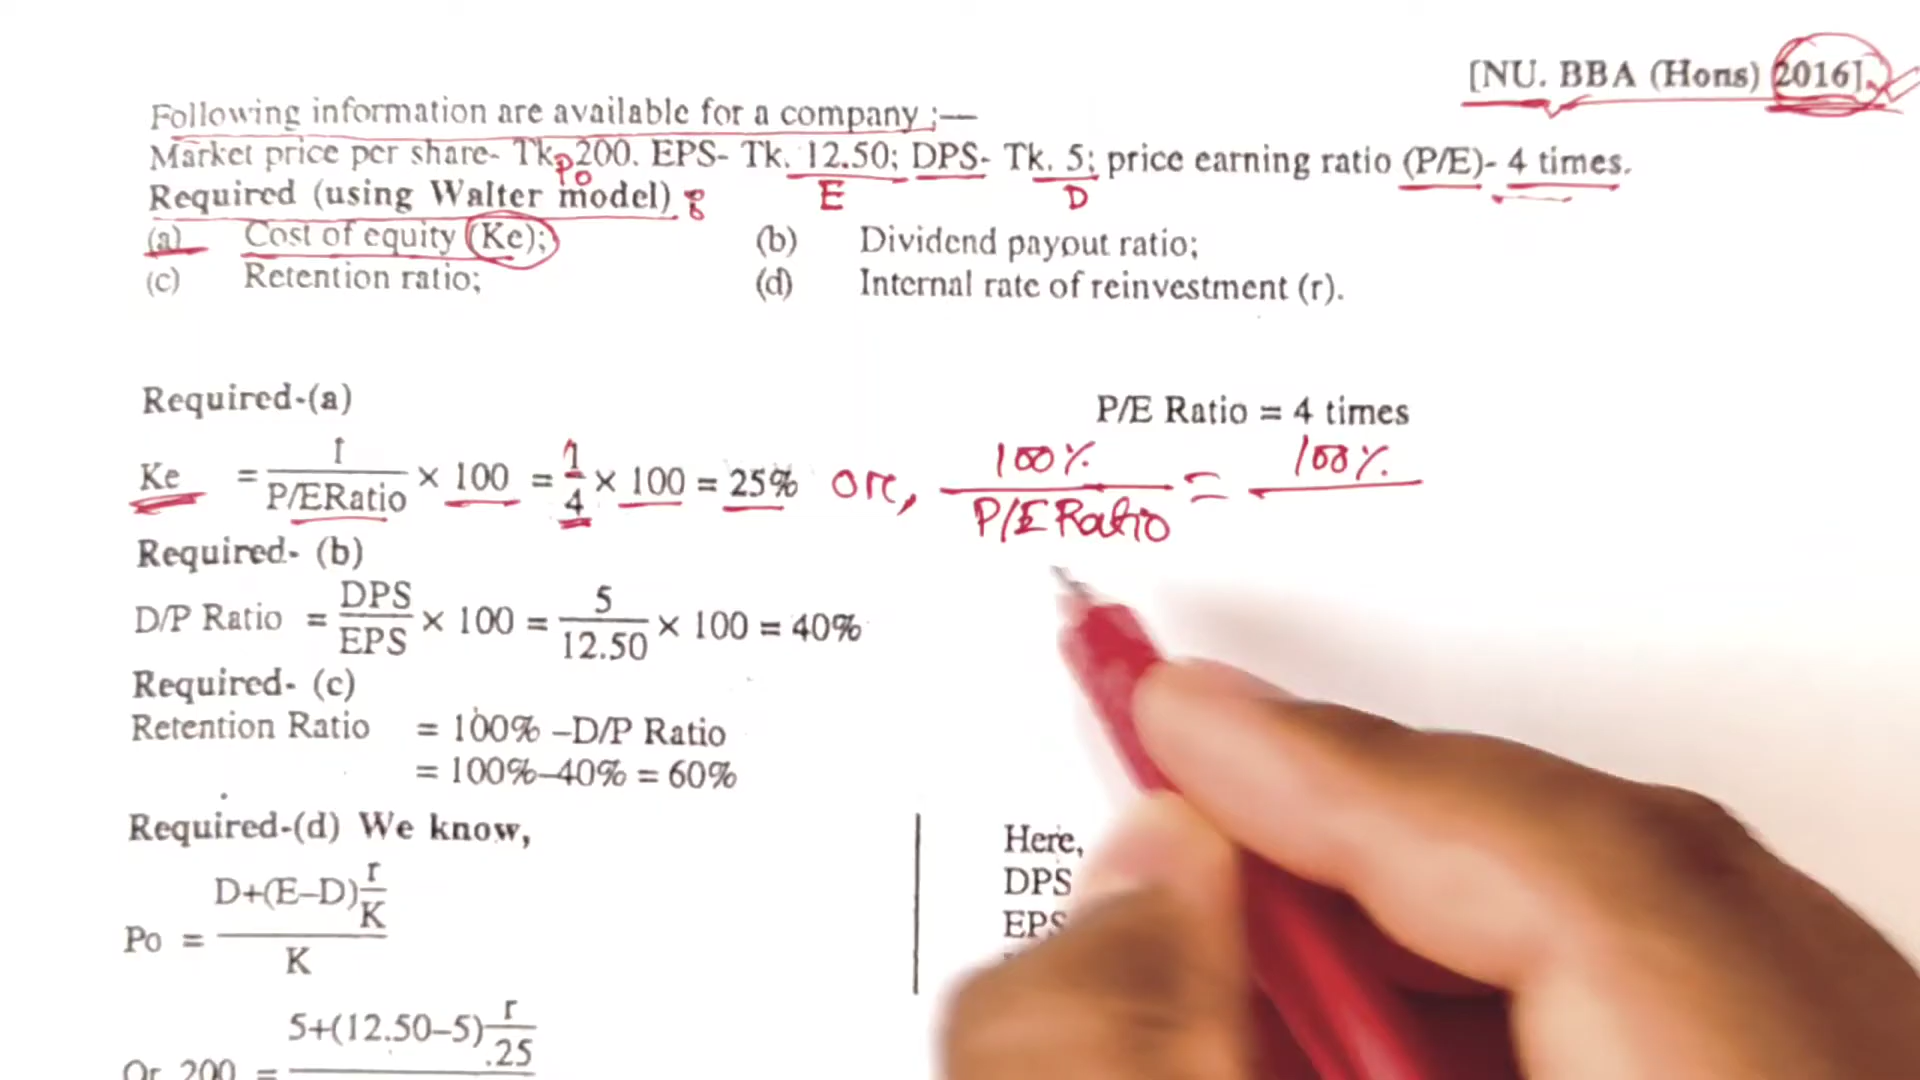 [NU. BBA (Hons) 2016].
Following information are available for a company :—
Market price per share- Tk. 200. EPS- Tk. 12.50; DPS- Tk. 5; price earning ratio (P/E)- 4 times.
Po
E
D
Required (using Walter model) :
(a) Cost of equity (Ke); (b) Dividend payout ratio;
(c) Retention ratio; (d) Internal rate of reinvestment (r).
Required-(a) P/E Ratio = 4 times
Ke = 1/P/ERatio × 100 = 1/4 × 100 = 25% or, 100%/P/E Ratio = 100%
Required- (b)
D/P Ratio = DPS/EPS × 100 = 5/12.50 × 100 = 40%
Required- (c)
Retention Ratio = 100% –D/P Ratio
= 100%–40% = 60%
Required-(d) We know,
Po = D+(E–D)r/K / K
Here,
DPS
EPS
Or 200 = 5+(12.50–5)r/.25